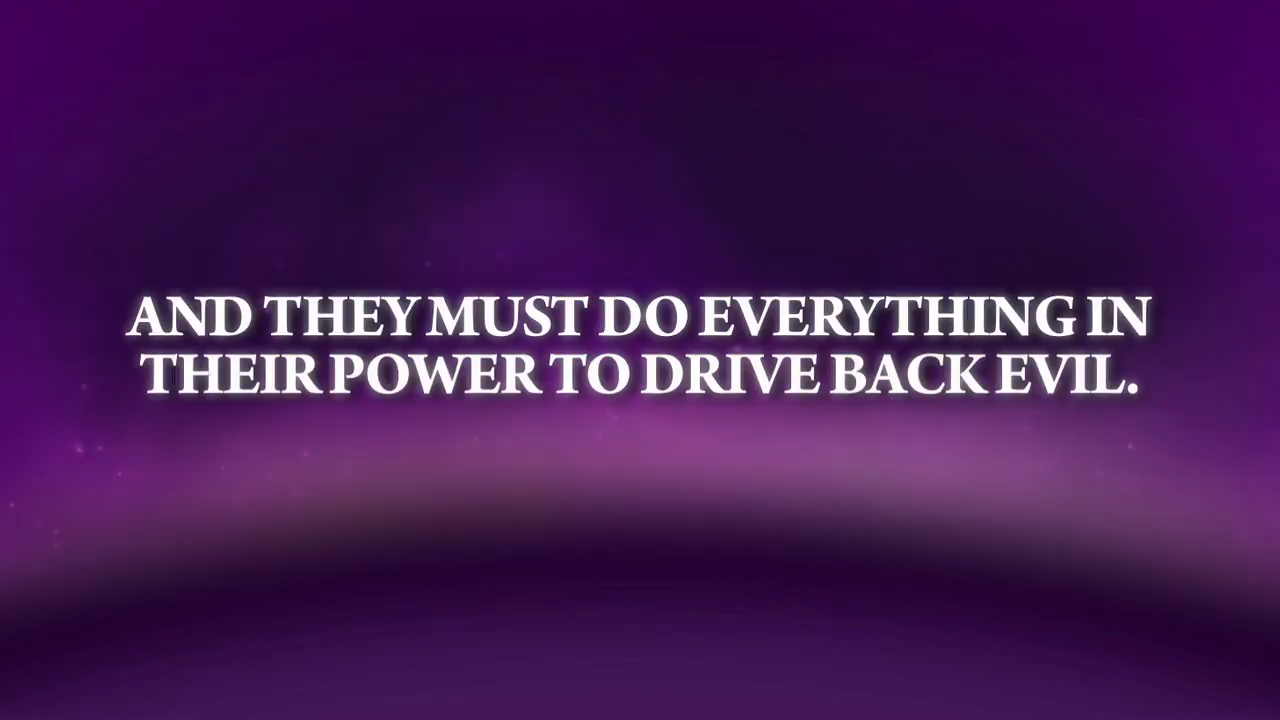 AND THEY MUST DO EVERYTHING IN
THEIR POWER TO DRIVE BACK EVIL.